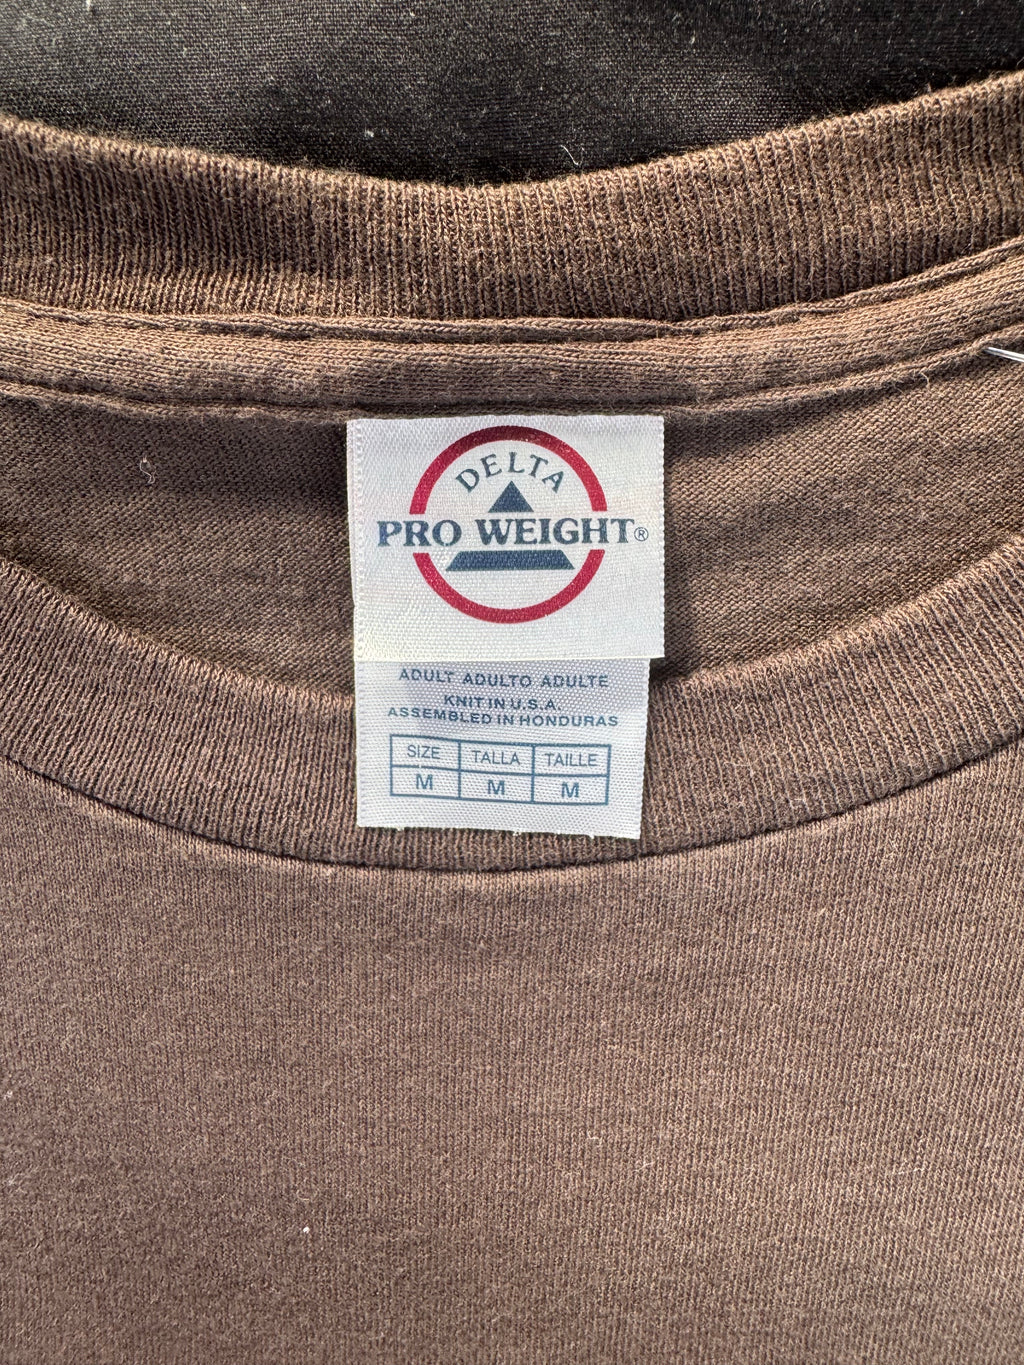 DELTA
PRO WEIGHT®
ADULT ADULTO ADULTE
KNIT IN U.S.A.
ASSEMBLED IN HONDURAS
SIZE TALLA TAILLE
M M M